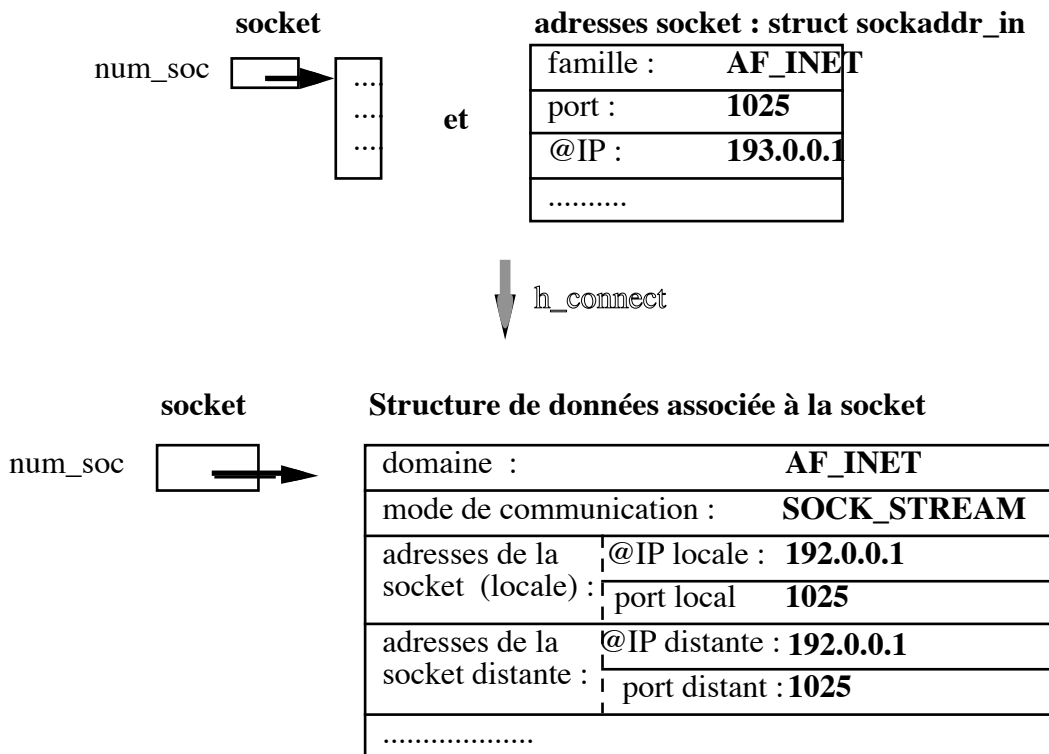 socket
adresses socket : struct sockaddr_in
num_soc
....
....
....
et
famille : AF_INET
port : 1025
@IP : 193.0.0.1
..........
h_connect
socket
Structure de données associée à la socket
num_soc
domaine : AF_INET
mode de communication : SOCK_STREAM
adresses de la
socket (locale) :
@IP locale : 192.0.0.1
port local 1025
adresses de la
socket distante :
@IP distante : 192.0.0.1
port distant : 1025
...................